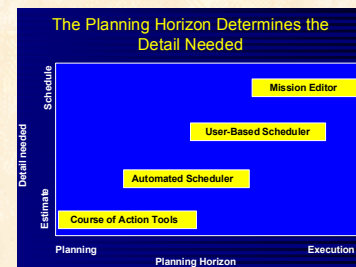 The Planning Horizon Determines the
Detail Needed
Schedule
Mission Editor
User-Based Scheduler
Detail needed
Automated Scheduler
Estimate
Course of Action Tools
Planning
Execution
Planning Horizon